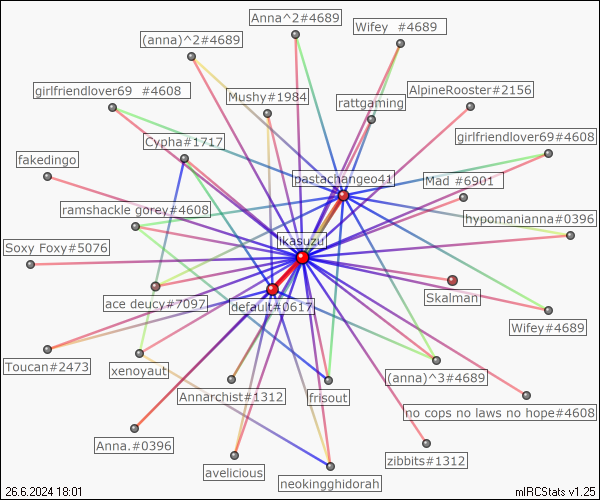 Anna^2#4689
Wifey  #4689
(anna)^2#4689
girlfriendlover69  #4608
Mushy#1984
rattgaming
AlpineRooster#2156
Cypha#1717
girlfriendlover69#4608
fakedingo
pastachangeo41
Mad #6901
ramshackle gorey#4608
hypomanianna#0396
Soxy Foxy#5076
ikasuzu
ace deucy#7097
default#0617
Skalman
Wifey#4689
Toucan#2473
xenoyaut
Annarchist#1312
frisout
(anna)^3#4689
no cops no laws no hope#4608
Anna.#0396
avelicious
neokingghidorah
zibbits#1312
26.6.2024 18:01
mIRCStats v1.25